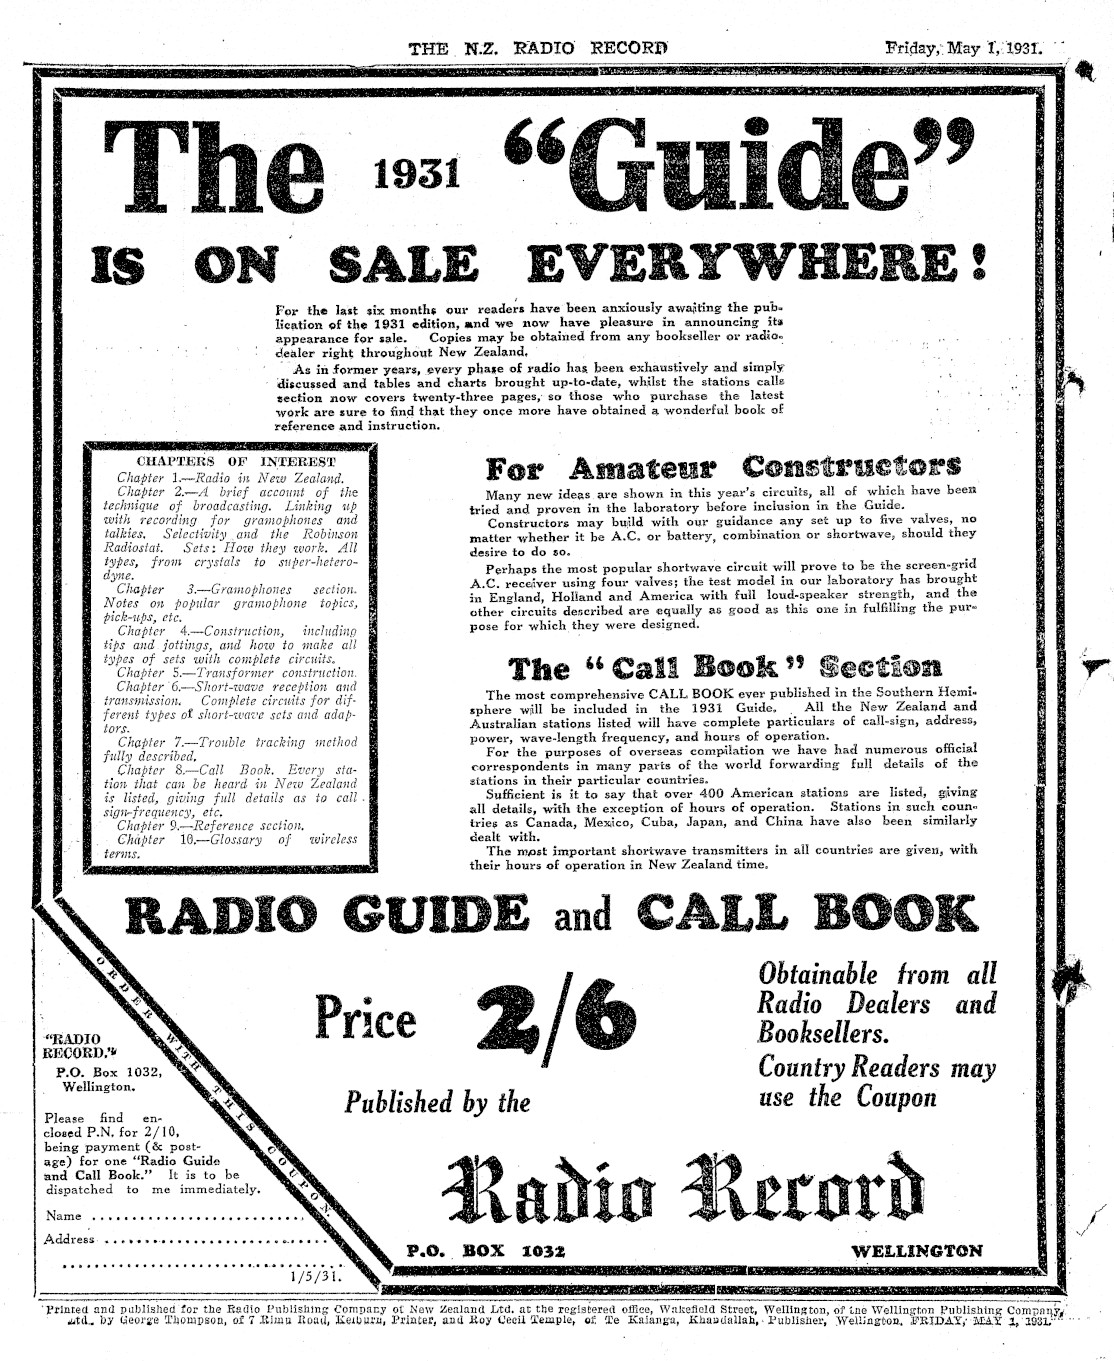 THE N.Z. RADIO RECORD
Friday, May 1, 1931.
The 1931 “Guide”
IS ON SALE EVERYWHERE!
For the last six months our readers have been anxiously awaiting the pub-
lication of the 1931 edition, and we now have pleasure in announcing its
appearance for sale. Copies may be obtained from any bookseller or radio-
dealer right throughout New Zealand.
As in former years, every phase of radio has been exhaustively and simply
discussed and tables and charts brought up-to-date, whilst the stations calls
section now covers twenty-three pages, so those who purchase the latest
work are sure to find that they once more have obtained a wonderful book of
reference and instruction.
CHAPTERS OF INTEREST
Chapter 1.—Radio in New Zealand.
Chapter 2.—A brief account of the
technique of broadcasting. Linking up
with recording for gramophones and
talkies. Selectivity and the Robinson
Radiostat. Sets: How they work. All
types, from crystals to super-hetero-
dyne.
Chapter 3.—Gramophones section.
Notes on popular gramophone topics,
pick-ups, etc.
Chapter 4.—Construction, including
tips and jottings, and how to make all
types of sets with complete circuits.
Chapter 5.—Transformer construction.
Chapter 6.—Short-wave reception and
transmission. Complete circuits for dif-
ferent types of short-wave sets and adap-
tors.
Chapter 7.—Trouble tracking method
fully described.
Chapter 8.—Call Book. Every sta-
tion that can be heard in New Zealand
is listed, giving full details as to call
sign-frequency, etc.
Chapter 9.—Reference section.
Chapter 10.—Glossary of wireless
terms.
For Amateur Constructors
Many new ideas are shown in this year's circuits, all of which have been
tried and proven in the laboratory before inclusion in the Guide.
Constructors may build with our guidance any set up to five valves, no
matter whether it be A.C. or battery, combination or shortwave, should they
desire to do so.
Perhaps the most popular shortwave circuit will prove to be the screen-grid
A.C. receiver using four valves; the test model in our laboratory has brought
in England, Holland and America with full loud-speaker strength, and the
other circuits described are equally as good as this one in fulfilling the pur-
pose for which they were designed.
The “Call Book” Section
The most comprehensive CALL BOOK ever published in the Southern Hemi-
sphere will be included in the 1931 Guide. All the New Zealand and
Australian stations listed will have complete particulars of call-sign, address,
power, wave-length frequency, and hours of operation.
For the purposes of overseas compilation we have had numerous official
correspondents in many parts of the world forwarding full details of the
stations in their particular countries.
Sufficient is it to say that over 400 American stations are listed, giving
all details, with the exception of hours of operation. Stations in such coun-
tries as Canada, Mexico, Cuba, Japan, and China have also been similarly
dealt with.
The most important shortwave transmitters in all countries are given, with
their hours of operation in New Zealand time.
RADIO GUIDE and CALL BOOK
Price 2/6
Obtainable from all
Radio Dealers and
Booksellers.
Country Readers may
use the Coupon
Published by the
Radio Record
P.O. BOX 1032 WELLINGTON
ORDER WITH THIS COUPON.
“RADIO
RECORD.”
P.O. Box 1032,
Wellington.
Please find en-
closed P.N. for 2/10,
being payment (& post-
age) for one “Radio Guide
and Call Book.” It is to be
dispatched to me immediately.
Name ..........................
Address ..........................
..................................
1/5/31.
Printed and published for the Radio Publishing Company of New Zealand Ltd. at the registered office, Wakefield Street, Wellington, of the Wellington Publishing Company,
Ltd., by George Thompson, of 7 Rimu Road, Kelburn, Printer, and Roy Cecil Temple, of Te Kainga, Khandallah, Publisher, Wellington, FRIDAY, MAY 1, 1931.